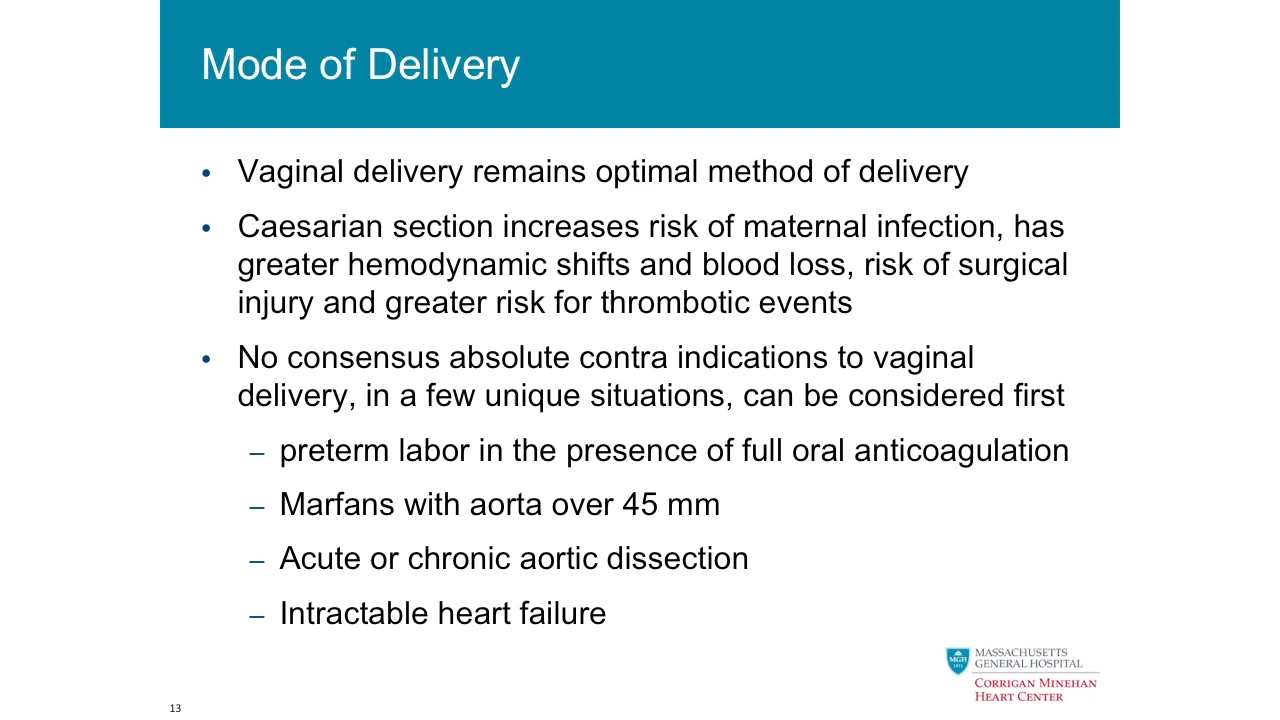 Mode of Delivery
• Vaginal delivery remains optimal method of delivery
• Caesarian section increases risk of maternal infection, has
greater hemodynamic shifts and blood loss, risk of surgical
injury and greater risk for thrombotic events
• No consensus absolute contra indications to vaginal
delivery, in a few unique situations, can be considered first
– preterm labor in the presence of full oral anticoagulation
– Marfans with aorta over 45 mm
– Acute or chronic aortic dissection
– Intractable heart failure
MGH
1811
MASSACHUSETTS
GENERAL HOSPITAL
CORRIGAN MINEHAN
HEART CENTER
13